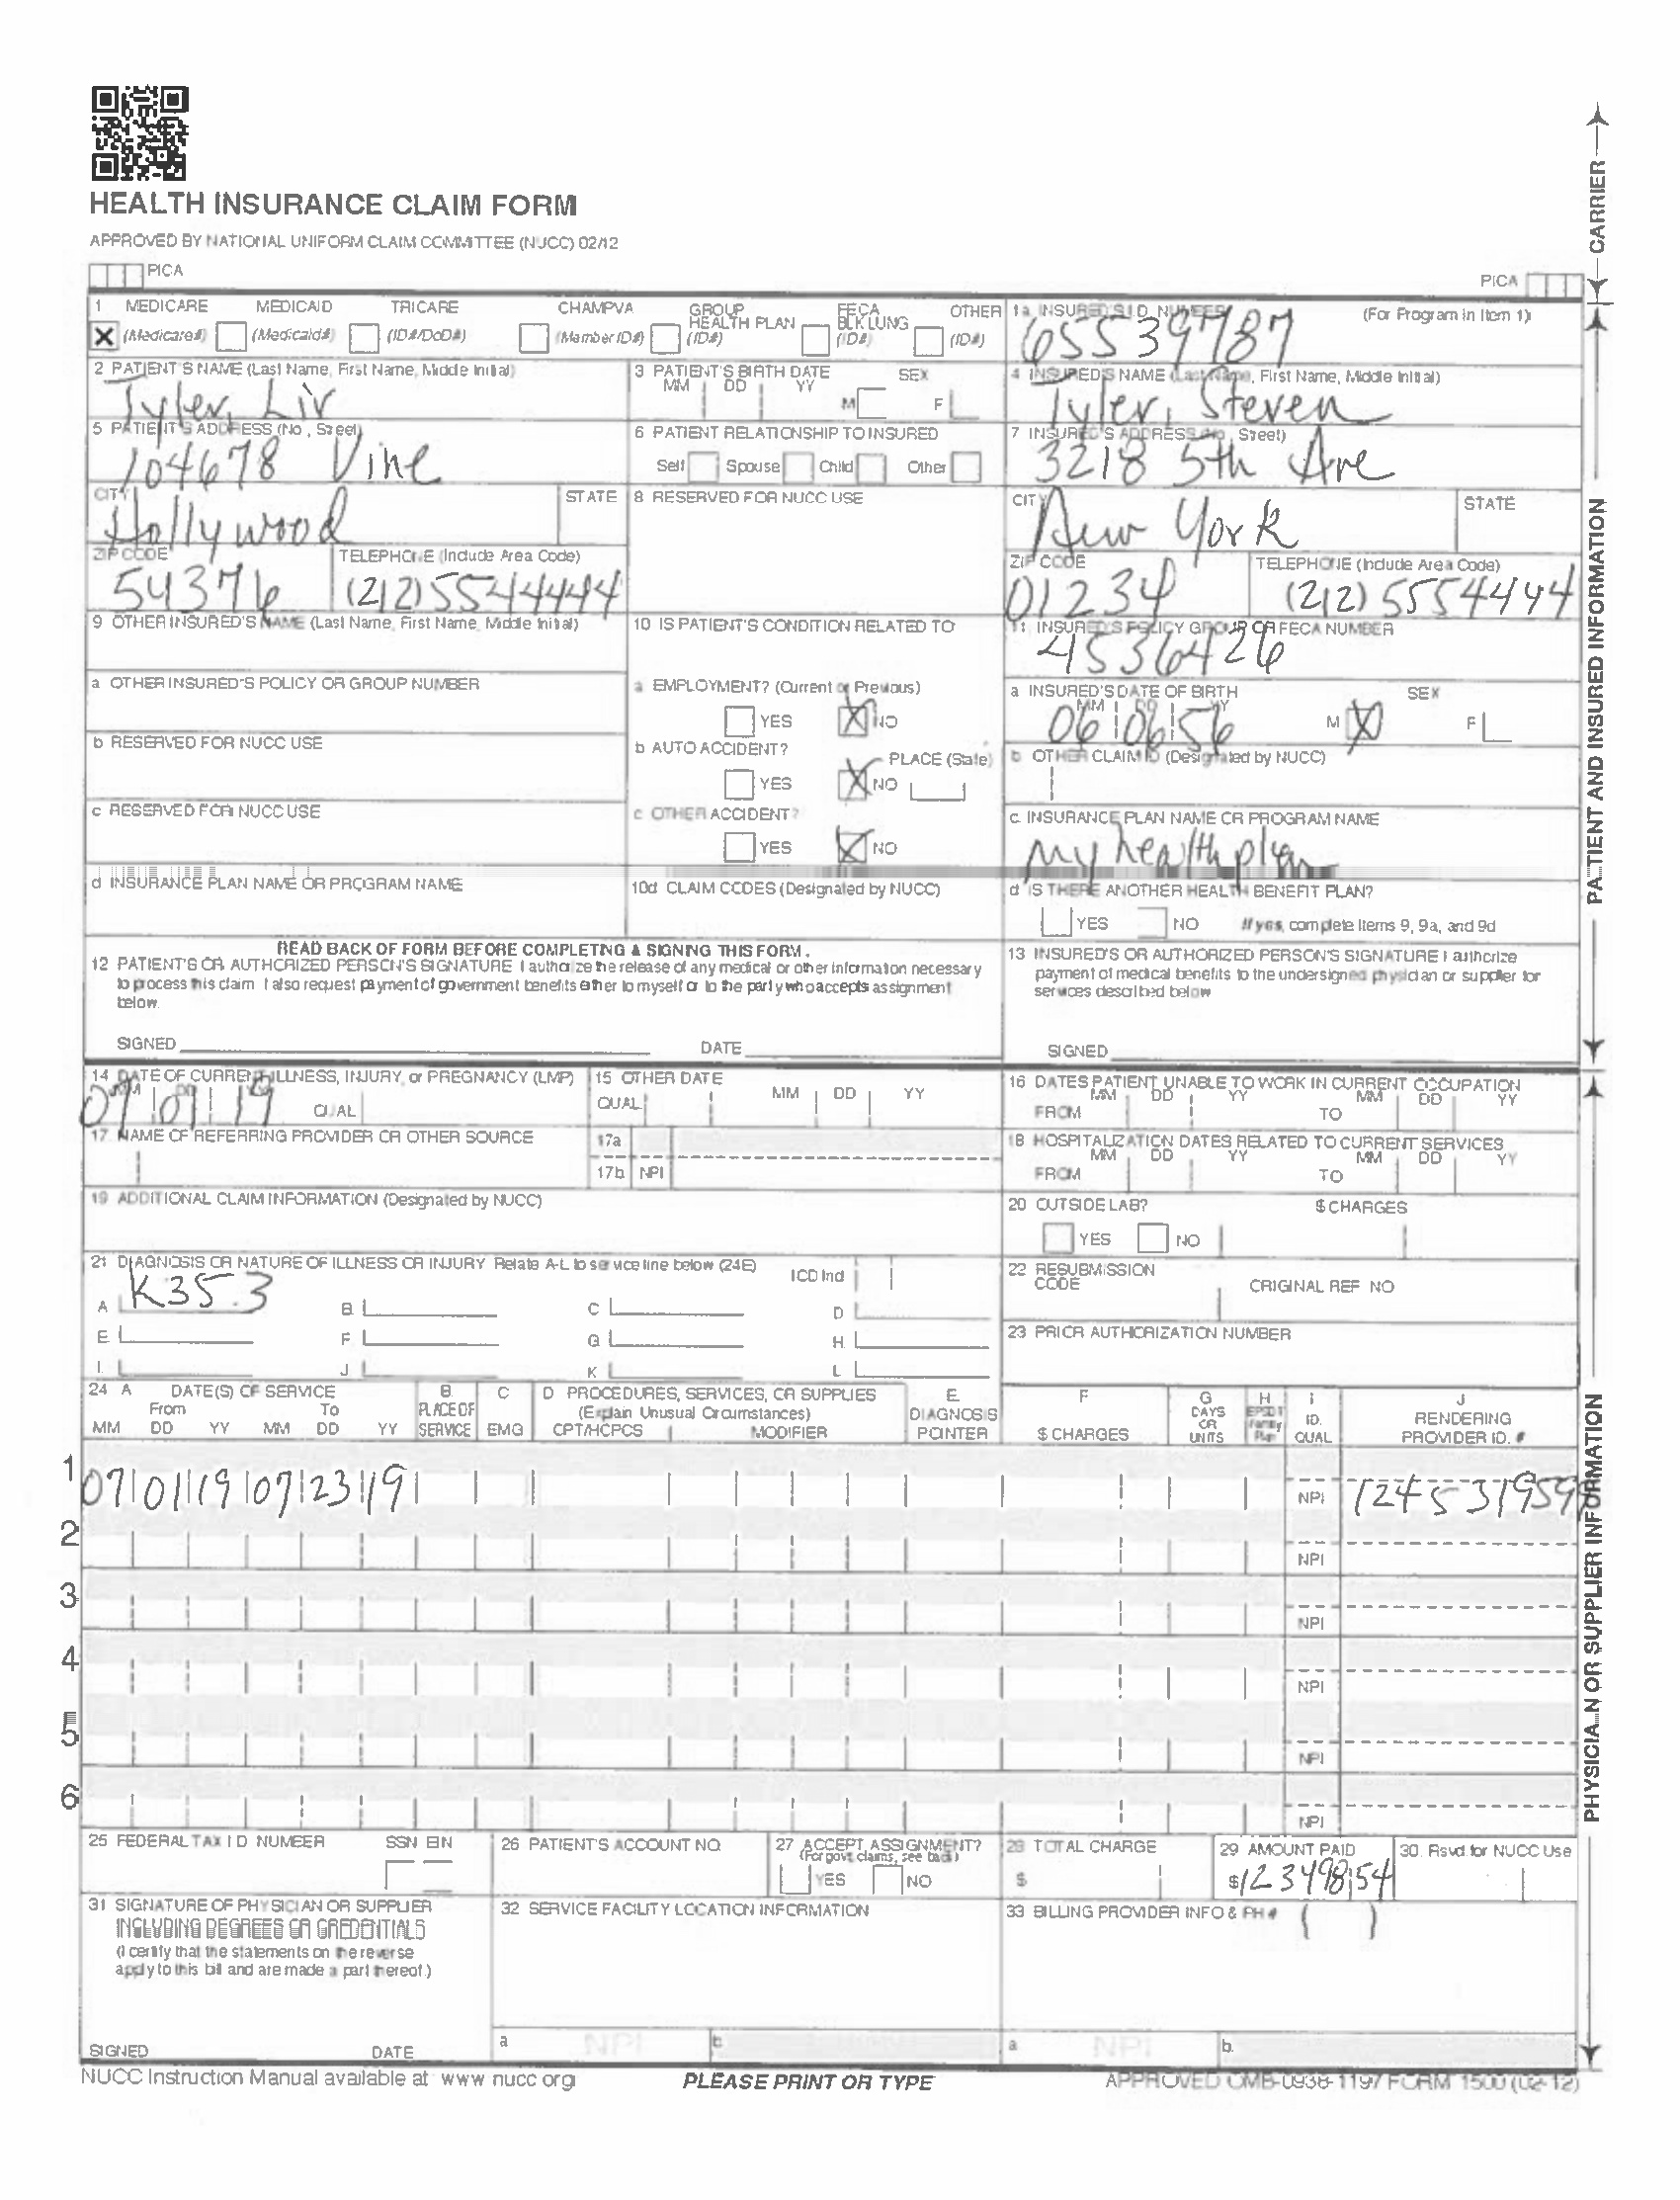 HEALTH INSURANCE CLAIM FORM
APPROVED BY NATIONAL UNIFORM CLAIM COMMITTEE (NUCC) 02/12
PICA
PICA
CARRIER
1 MEDICARE MEDICAID TRICARE CHAMPVA GROUP HEALTH PLAN FECA BLK LUNG OTHER
X (Medicare#) (Medicaid#) (ID#/DoD#) (Member ID#) (ID#) (ID#) (ID#)
1a. INSURED'S I.D. NUMBER (For Program in Item 1)
65539787
2 PATIENT'S NAME (Last Name, First Name, Middle Initial)
Tyler, Liv
3 PATIENT'S BIRTH DATE SEX
MM DD YY M F
4 INSURED'S NAME (Last Name, First Name, Middle Initial)
Tyler, Steven
5 PATIENT'S ADDRESS (No., Street)
104678 Vine
6 PATIENT RELATIONSHIP TO INSURED
Self Spouse Child Other
7 INSURED'S ADDRESS (No., Street)
3218 5th Ave
CITY STATE
Hollywood
8 RESERVED FOR NUCC USE
CITY STATE
New York
ZIP CODE TELEPHONE (Include Area Code)
54376 (212) 5544444
ZIP CODE TELEPHONE (Include Area Code)
01234 (212) 5554444
9 OTHER INSURED'S NAME (Last Name, First Name, Middle Initial)
10 IS PATIENT'S CONDITION RELATED TO
11. INSURED'S POLICY GROUP OR FECA NUMBER
4536426
a OTHER INSURED'S POLICY OR GROUP NUMBER
a EMPLOYMENT? (Current or Previous)
YES X NO
a INSURED'S DATE OF BIRTH SEX
MM DD YY
06 06 56 M X F
b RESERVED FOR NUCC USE
b AUTO ACCIDENT? PLACE (State)
YES X NO
b OTHER CLAIM ID (Designated by NUCC)
c RESERVED FOR NUCC USE
c OTHER ACCIDENT?
YES X NO
c. INSURANCE PLAN NAME OR PROGRAM NAME
my health plan
d INSURANCE PLAN NAME OR PROGRAM NAME
10d CLAIM CODES (Designated by NUCC)
d IS THERE ANOTHER HEALTH BENEFIT PLAN?
YES NO If yes, complete items 9, 9a, and 9d
PATIENT AND INSURED INFORMATION
READ BACK OF FORM BEFORE COMPLETING & SIGNING THIS FORM.
12 PATIENT'S OR AUTHORIZED PERSON'S SIGNATURE I authorize the release of any medical or other information necessary
to process this claim. I also request payment of government benefits either to myself or to the party who accepts assignment
below.
SIGNED DATE
13 INSURED'S OR AUTHORIZED PERSON'S SIGNATURE I authorize
payment of medical benefits to the undersigned physician or supplier for
services described below
SIGNED
14 DATE OF CURRENT ILLNESS, INJURY, or PREGNANCY (LMP)
07 01 19 QUAL
15 OTHER DATE
QUAL MM DD YY
16 DATES PATIENT UNABLE TO WORK IN CURRENT OCCUPATION
MM DD YY MM DD YY
FROM TO
17. NAME OF REFERRING PROVIDER OR OTHER SOURCE
17a
17b NPI
18 HOSPITALIZATION DATES RELATED TO CURRENT SERVICES
MM DD YY MM DD YY
FROM TO
19 ADDITIONAL CLAIM INFORMATION (Designated by NUCC)
20 OUTSIDE LAB? $ CHARGES
YES NO
21 DIAGNOSIS OR NATURE OF ILLNESS OR INJURY Relate A-L to service line below (24E) ICD Ind
A K35.3 B. C D
E F. G H.
I. J K L
22 RESUBMISSION CODE ORIGINAL REF NO
23 PRIOR AUTHORIZATION NUMBER
24 A DATE(S) OF SERVICE B. PLACE OF SERVICE C EMG D PROCEDURES, SERVICES, OR SUPPLIES E. DIAGNOSIS POINTER F $ CHARGES G DAYS OR UNITS H EPSDT Family Plan I ID. QUAL J RENDERING PROVIDER ID. #
From To (Explain Unusual Circumstances)
MM DD YY MM DD YY CPT/HCPCS MODIFIER
1 07 01 19 07 23 19 NPI
2 NPI
3 NPI
4 NPI
5 NPI
6 NPI
PHYSICIAN OR SUPPLIER INFORMATION
25 FEDERAL TAX I D NUMBER SSN EIN
26 PATIENT'S ACCOUNT NO.
27 ACCEPT ASSIGNMENT?
(For govt. claims, see back)
YES NO
28 TOTAL CHARGE
$
29 AMOUNT PAID
$123498 54
30. Rsvd for NUCC Use
31 SIGNATURE OF PHYSICIAN OR SUPPLIER
INCLUDING DEGREES OR CREDENTIALS
(I certify that the statements on the reverse
apply to this bill and are made a part thereof.)
SIGNED DATE
32 SERVICE FACILITY LOCATION INFORMATION
a NPI b
33 BILLING PROVIDER INFO & PH # ( )
a NPI b.
NUCC Instruction Manual available at: www nucc org
PLEASE PRINT OR TYPE
APPROVED OMB-0938-1197 FORM 1500 (02-12)